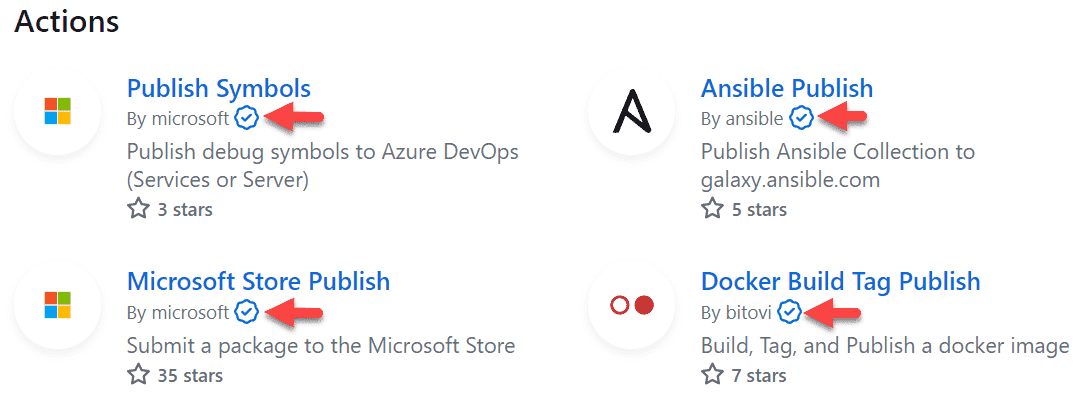 Actions
Publish Symbols
By microsoft
Publish debug symbols to Azure DevOps
(Services or Server)
3 stars
Ansible Publish
By ansible
Publish Ansible Collection to
galaxy.ansible.com
5 stars
Microsoft Store Publish
By microsoft
Submit a package to the Microsoft Store
35 stars
Docker Build Tag Publish
By bitovi
Build, Tag, and Publish a docker image
7 stars